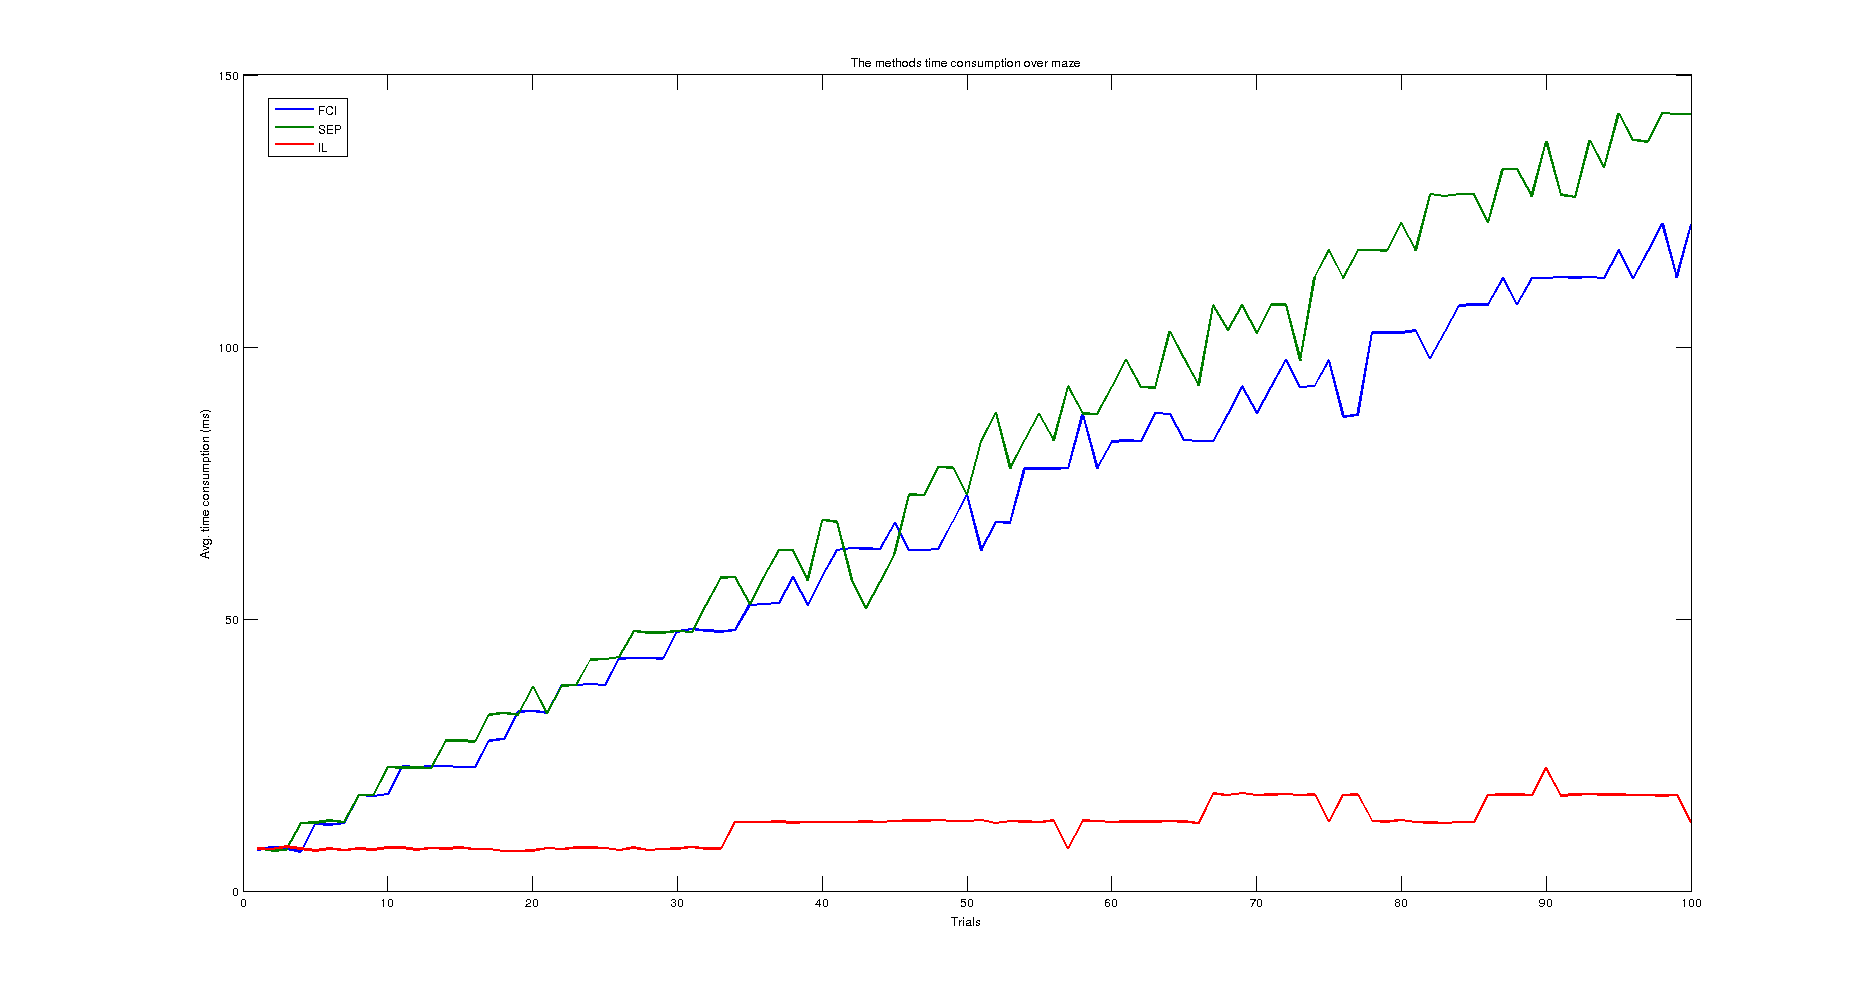 The methods time consumption over maze
150
FCI
SEP
IL
100
Avg. time consumption (ms)
50
0
0 10 20 30 40 50 60 70 80 90 100
Trials